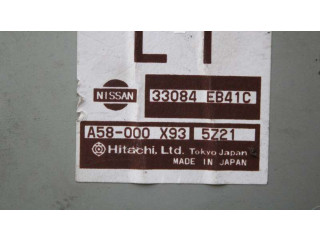 NISSAN 33084 EB41C
A58-000 X93 5Z21
Hitachi, Ltd. Tokyo Japan
MADE IN JAPAN